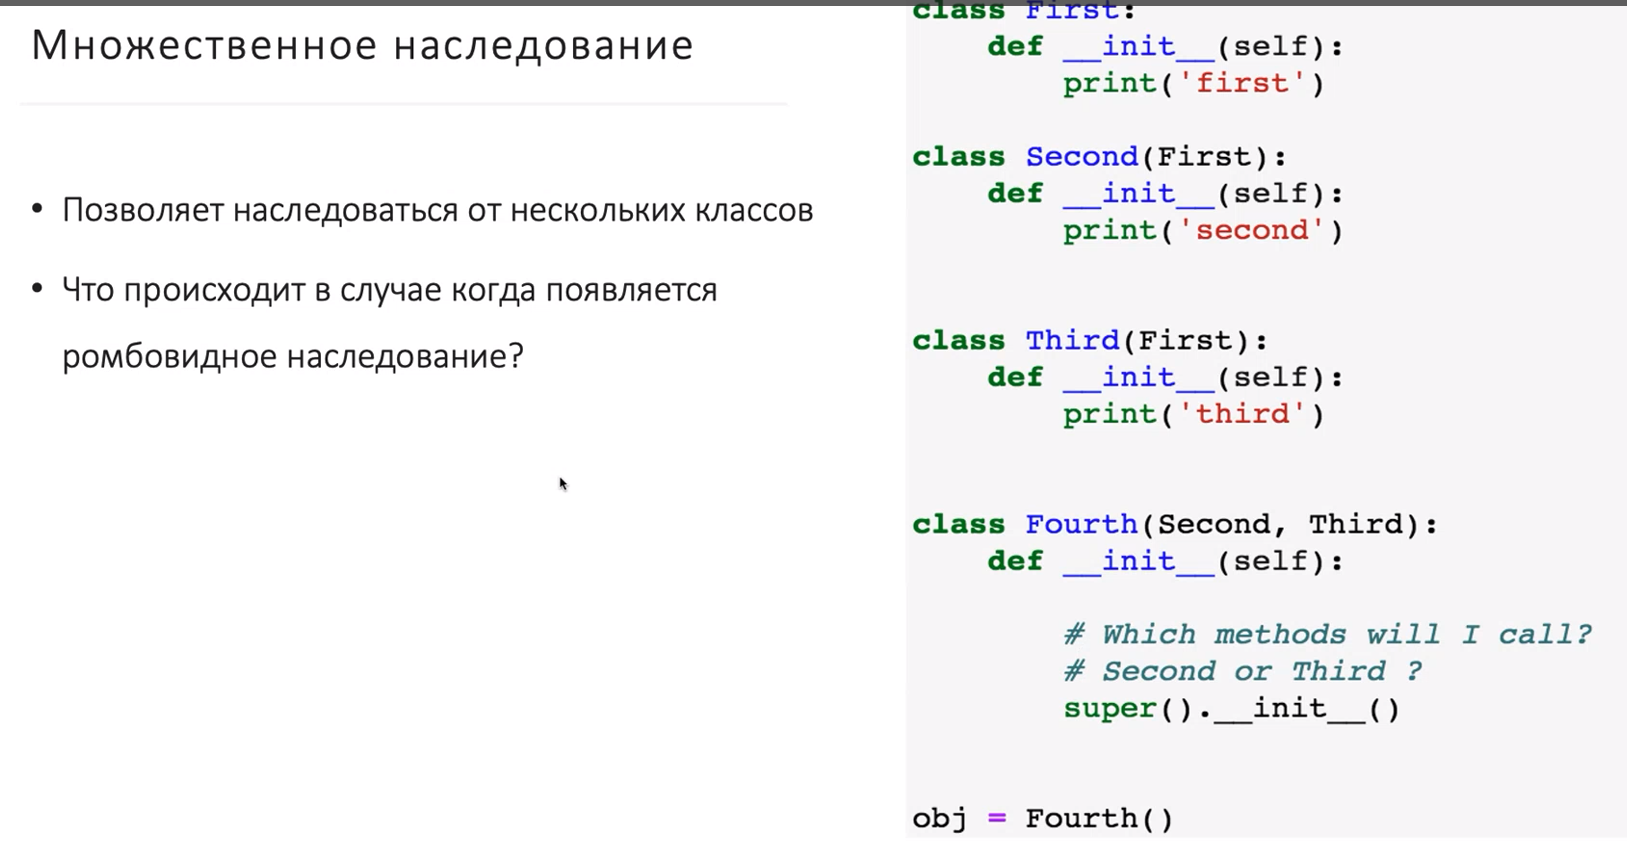 Множественное наследование
• Позволяет наследоваться от нескольких классов
• Что происходит в случае когда появляется
ромбовидное наследование?
class First:
    def __init__(self):
        print('first')
class Second(First):
    def __init__(self):
        print('second')
class Third(First):
    def __init__(self):
        print('third')
class Fourth(Second, Third):
    def __init__(self):
        # Which methods will I call?
        # Second or Third ?
        super().__init__()
obj = Fourth()